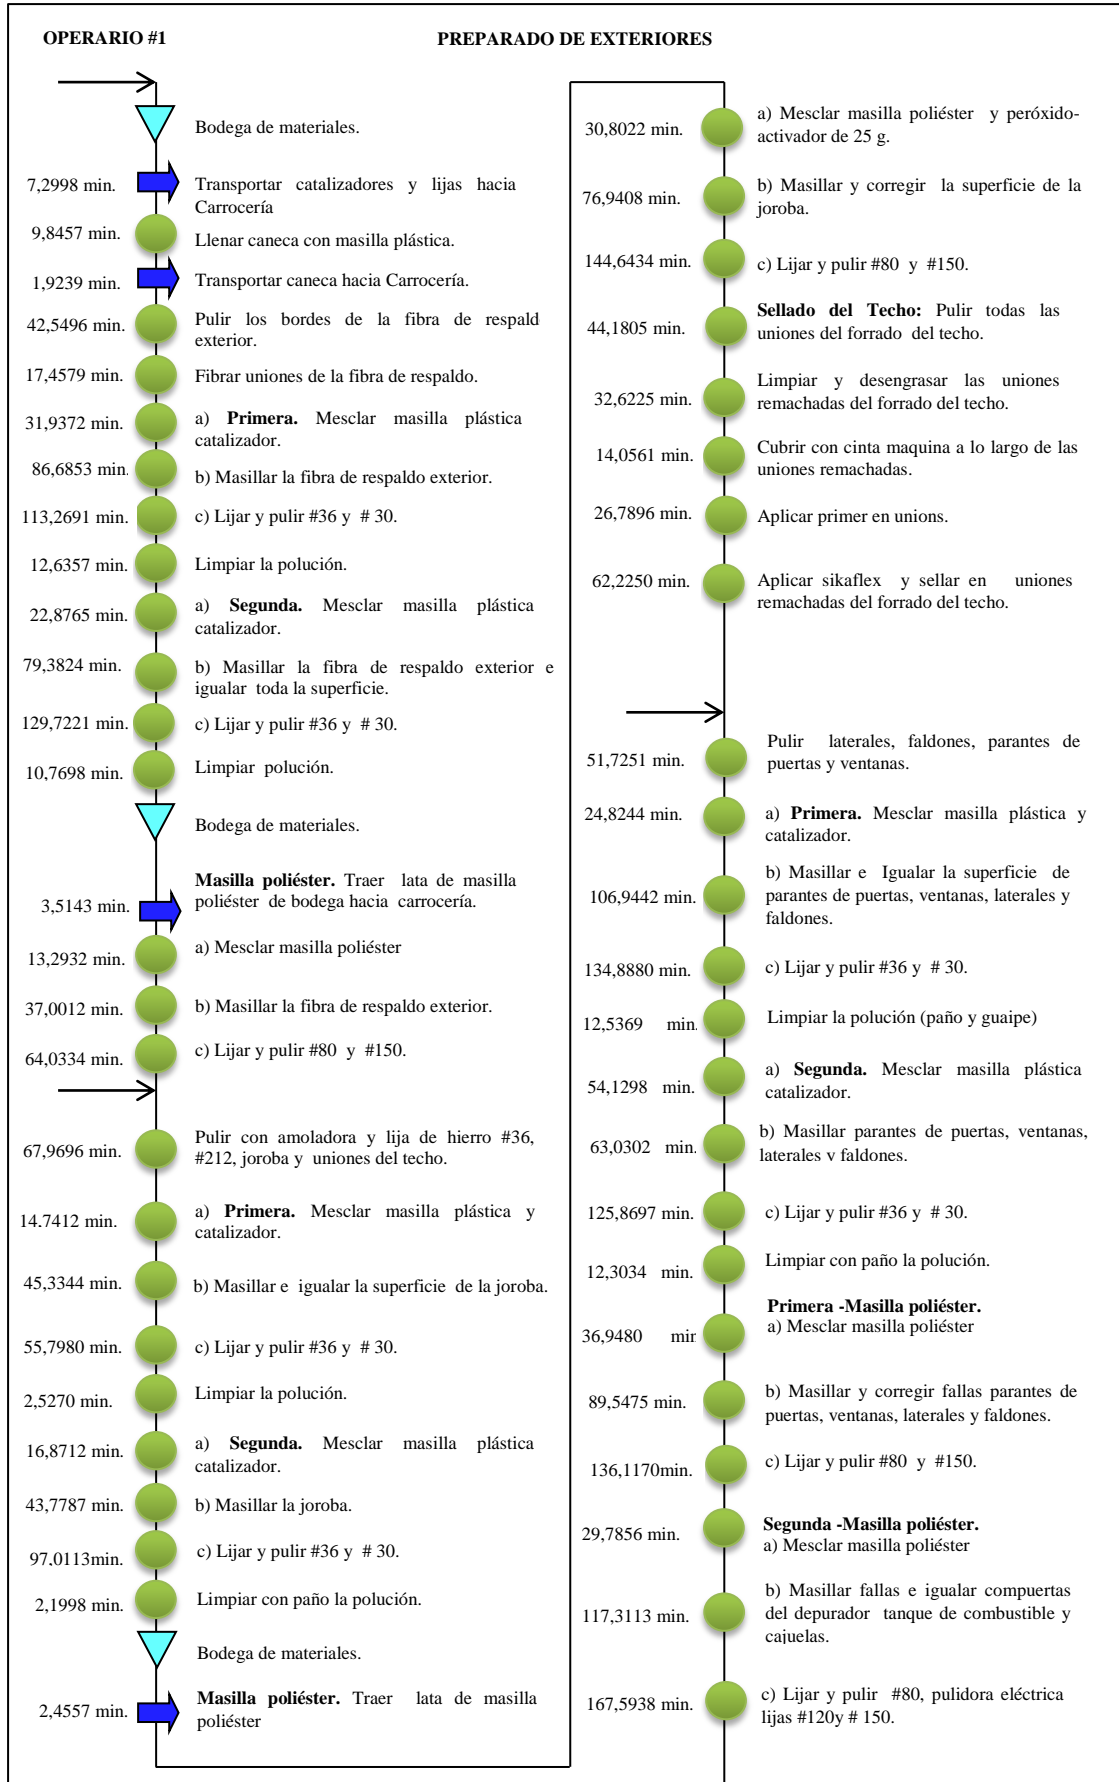 OPERARIO #1
PREPARADO DE EXTERIORES
Bodega de materiales.
7,2998 min.
Transportar catalizadores y lijas hacia
Carrocería
9,8457 min.
Llenar caneca con masilla plástica.
1,9239 min.
Transportar caneca hacia Carrocería.
42,5496 min.
Pulir los bordes de la fibra de respald
exterior.
17,4579 min.
Fibrar uniones de la fibra de respaldo.
31,9372 min.
a) Primera. Mesclar masilla plástica
catalizador.
86,6853 min.
b) Masillar la fibra de respaldo exterior.
113,2691 min.
c) Lijar y pulir #36 y # 30.
12,6357 min.
Limpiar la polución.
22,8765 min.
a) Segunda. Mesclar masilla plástica
catalizador.
79,3824 min.
b) Masillar la fibra de respaldo exterior e
igualar toda la superficie.
129,7221 min.
c) Lijar y pulir #36 y # 30.
10,7698 min.
Limpiar polución.
Bodega de materiales.
3,5143 min.
Masilla poliéster. Traer lata de masilla
poliéster de bodega hacia carrocería.
13,2932 min.
a) Mesclar masilla poliéster
37,0012 min.
b) Masillar la fibra de respaldo exterior.
64,0334 min.
c) Lijar y pulir #80 y #150.
67,9696 min.
Pulir con amoladora y lija de hierro #36,
#212, joroba y uniones del techo.
14.7412 min.
a) Primera. Mesclar masilla plástica y
catalizador.
45,3344 min.
b) Masillar e igualar la superficie de la joroba.
55,7980 min.
c) Lijar y pulir #36 y # 30.
2,5270 min.
Limpiar la polución.
16,8712 min.
a) Segunda. Mesclar masilla plástica
catalizador.
43,7787 min.
b) Masillar la joroba.
97,0113min.
c) Lijar y pulir #36 y # 30.
2,1998 min.
Limpiar con paño la polución.
Bodega de materiales.
2,4557 min.
Masilla poliéster. Traer lata de masilla
poliéster
30,8022 min.
a) Mesclar masilla poliéster y peróxido-
activador de 25 g.
76,9408 min.
b) Masillar y corregir la superficie de la
joroba.
144,6434 min.
c) Lijar y pulir #80 y #150.
44,1805 min.
Sellado del Techo: Pulir todas las
uniones del forrado del techo.
32,6225 min.
Limpiar y desengrasar las uniones
remachadas del forrado del techo.
14,0561 min.
Cubrir con cinta maquina a lo largo de las
uniones remachadas.
26,7896 min.
Aplicar primer en unions.
62,2250 min.
Aplicar sikaflex y sellar en uniones
remachadas del forrado del techo.
51,7251 min.
Pulir laterales, faldones, parantes de
puertas y ventanas.
24,8244 min.
a) Primera. Mesclar masilla plástica y
catalizador.
106,9442 min.
b) Masillar e Igualar la superficie de
parantes de puertas, ventanas, laterales y
faldones.
134,8880 min.
c) Lijar y pulir #36 y # 30.
12,5369 min.
Limpiar la polución (paño y guaipe)
54,1298 min.
a) Segunda. Mesclar masilla plástica
catalizador.
63,0302 min.
b) Masillar parantes de puertas, ventanas,
laterales y faldones.
125,8697 min.
c) Lijar y pulir #36 y # 30.
12,3034 min.
Limpiar con paño la polución.
36,9480 min
Primera -Masilla poliéster.
a) Mesclar masilla poliéster
89,5475 min.
b) Masillar y corregir fallas parantes de
puertas, ventanas, laterales y faldones.
136,1170min.
c) Lijar y pulir #80 y #150.
29,7856 min.
Segunda -Masilla poliéster.
a) Mesclar masilla poliéster
117,3113 min.
b) Masillar fallas e igualar compuertas
del depurador tanque de combustible y
cajuelas.
167,5938 min.
c) Lijar y pulir #80, pulidora eléctrica
lijas #120y # 150.